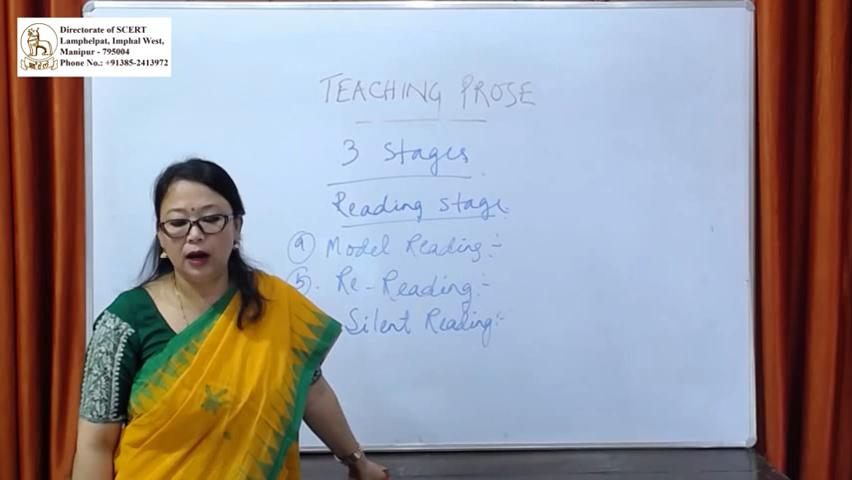 Directorate of SCERT
Lamphelpat, Imphal West,
Manipur - 795004
Phone No.: +91385-2413972
TEACHING PROSE
3 Stages
Reading stage
a Model Reading:-
b. Re-Reading:-
Silent Reading:-